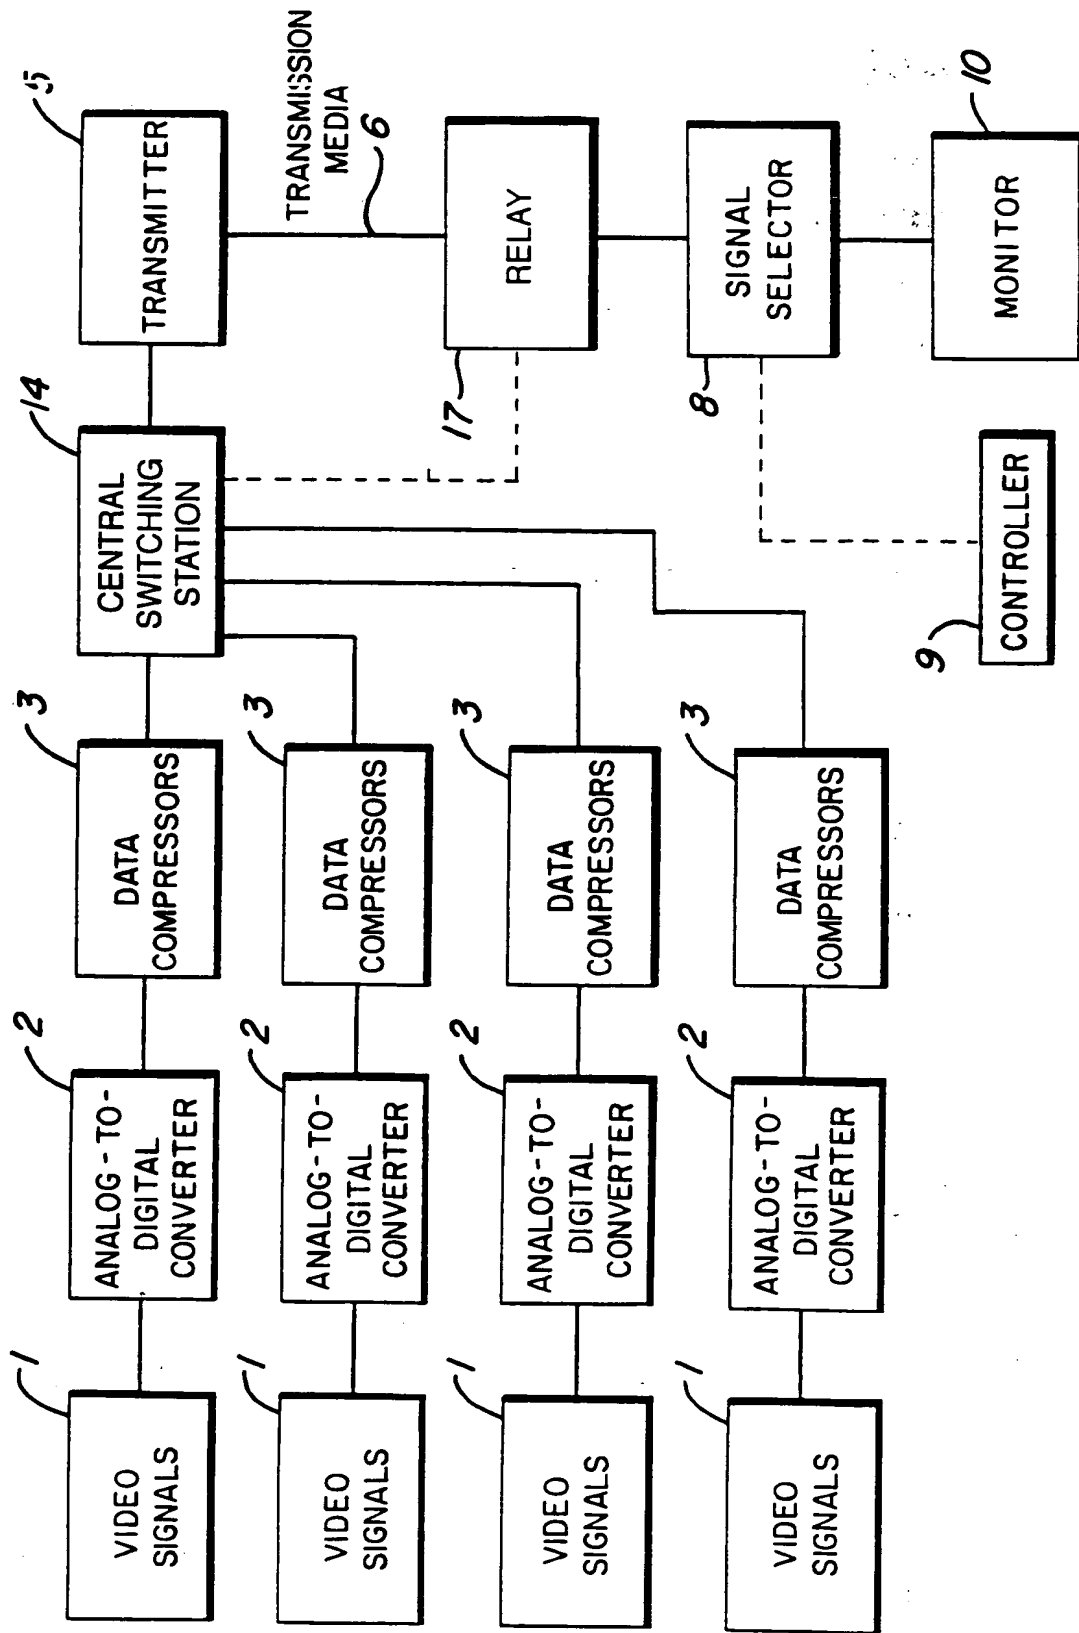 1
VIDEO
SIGNALS
2
ANALOG-TO-
DIGITAL
CONVERTER
3
DATA
COMPRESSORS
14
CENTRAL
SWITCHING
STATION
5
TRANSMITTER
1
VIDEO
SIGNALS
2
ANALOG-TO-
DIGITAL
CONVERTER
3
DATA
COMPRESSORS
TRANSMISSION
MEDIA
6
1
VIDEO
SIGNALS
2
ANALOG-TO-
DIGITAL
CONVERTER
3
DATA
COMPRESSORS
17
RELAY
1
VIDEO
SIGNALS
2
ANALOG-TO-
DIGITAL
CONVERTER
3
DATA
COMPRESSORS
8
SIGNAL
SELECTOR
9
CONTROLLER
10
MONITOR